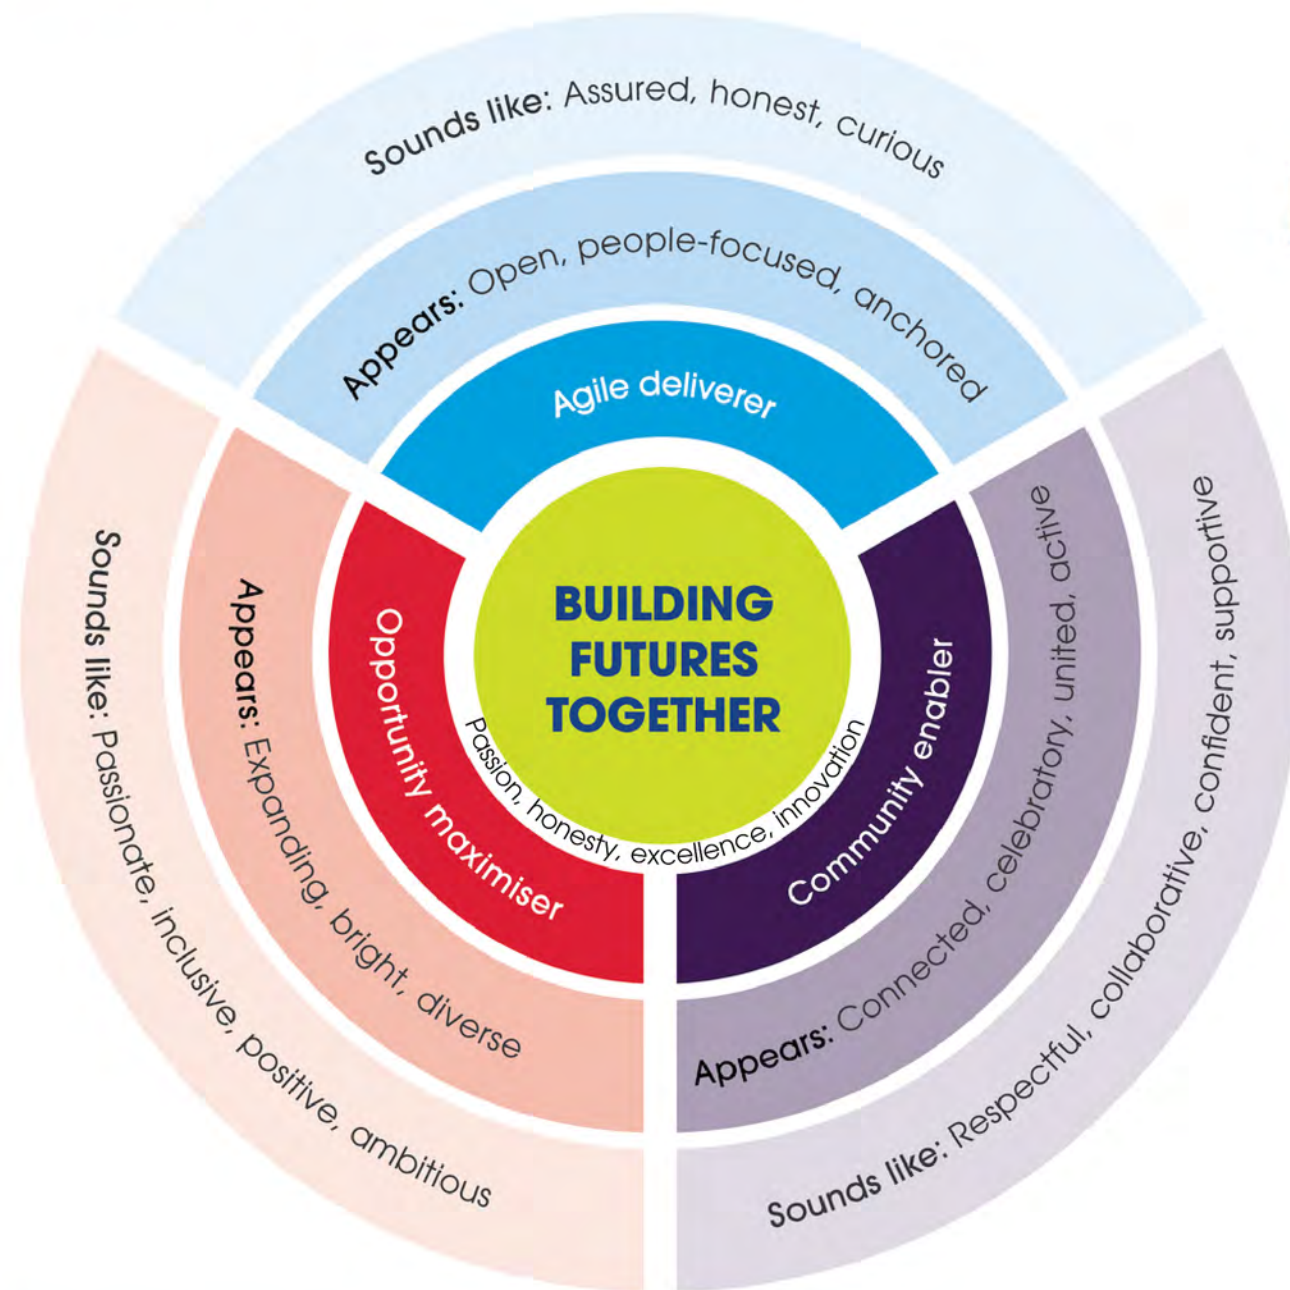 Sounds like: Assured, honest, curious
Appears: Open, people-focused, anchored
Agile deliverer
BUILDING
FUTURES
TOGETHER
Passion, honesty, excellence, innovation
Opportunity maximiser
Appears: Expanding, bright, diverse
Sounds like: Passionate, inclusive, positive, ambitious
Community enabler
Appears: Connected, celebratory, united, active
Sounds like: Respectful, collaborative, confident, supportive